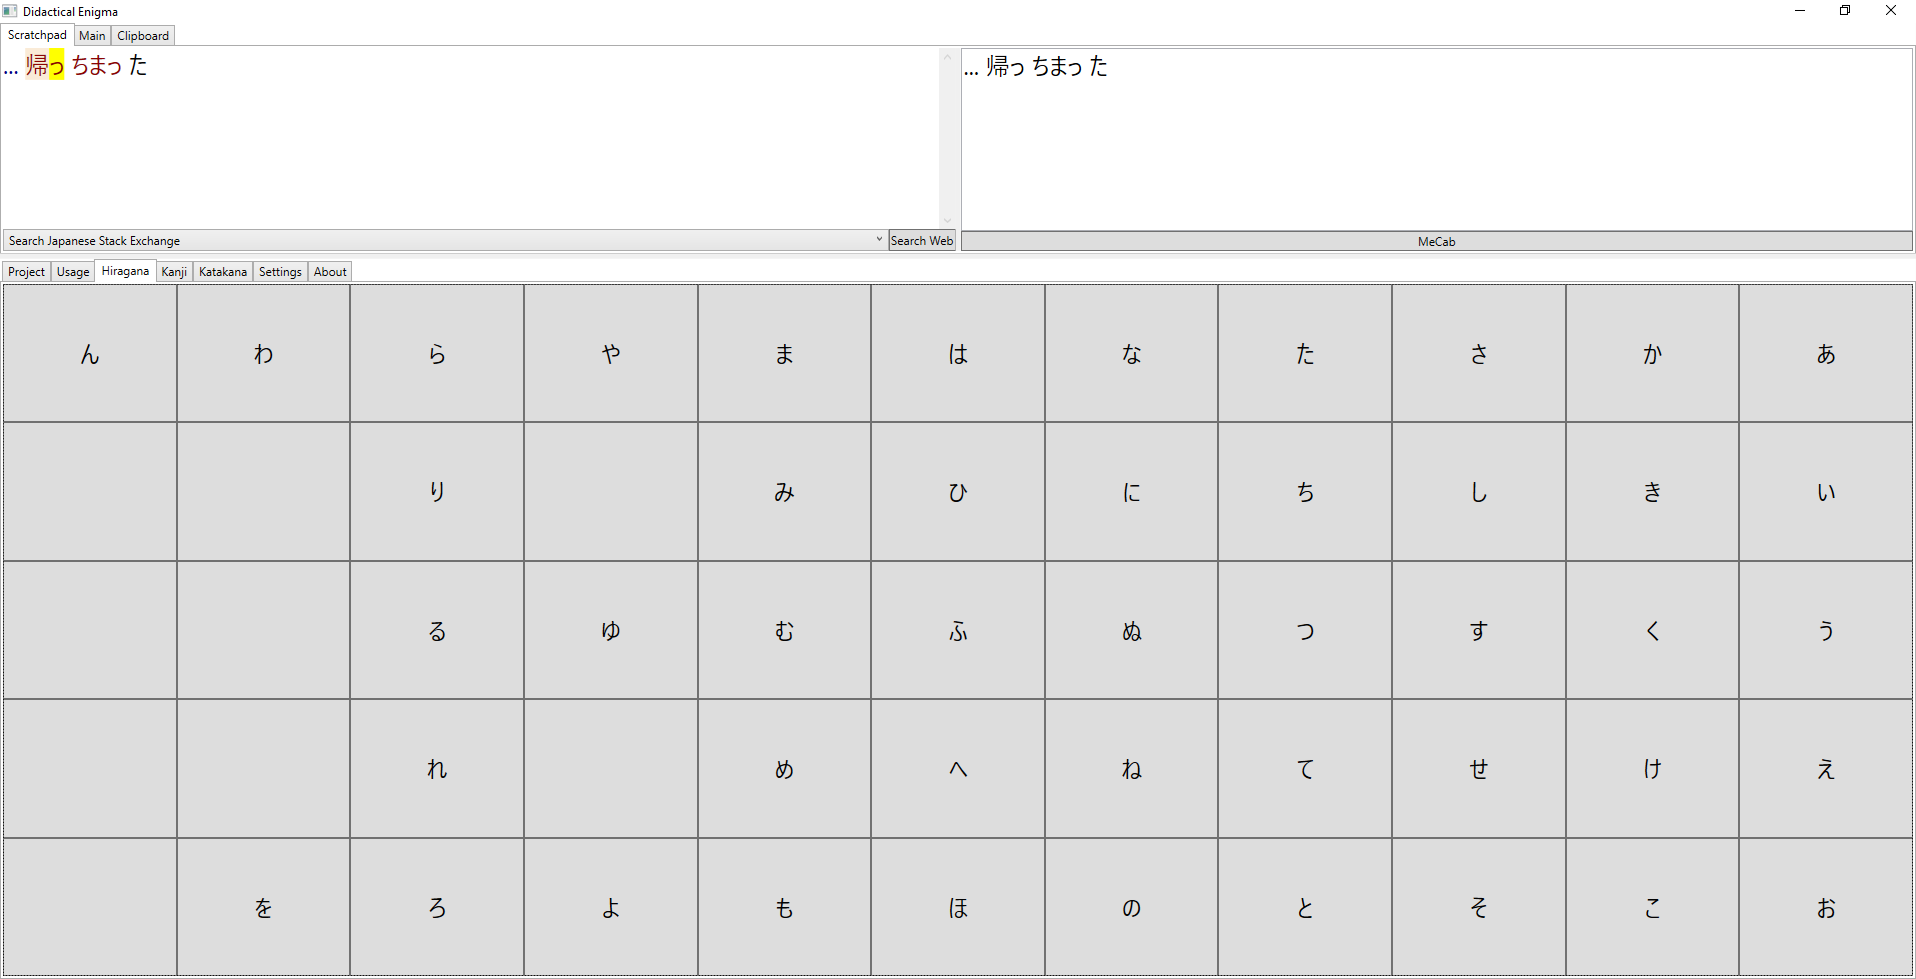 Didactical Enigma
Scratchpad Main Clipboard
... 帰っ ちまっ た
... 帰っ ちまっ た
Search Japanese Stack Exchange
Search Web
MeCab
Project Usage Hiragana Kanji Katakana Settings About
ん わ ら や ま は な た さ か あ
り み ひ に ち し き い
る ゆ む ふ ぬ つ す く う
れ め へ ね て せ け え
を ろ よ も ほ の と そ こ お